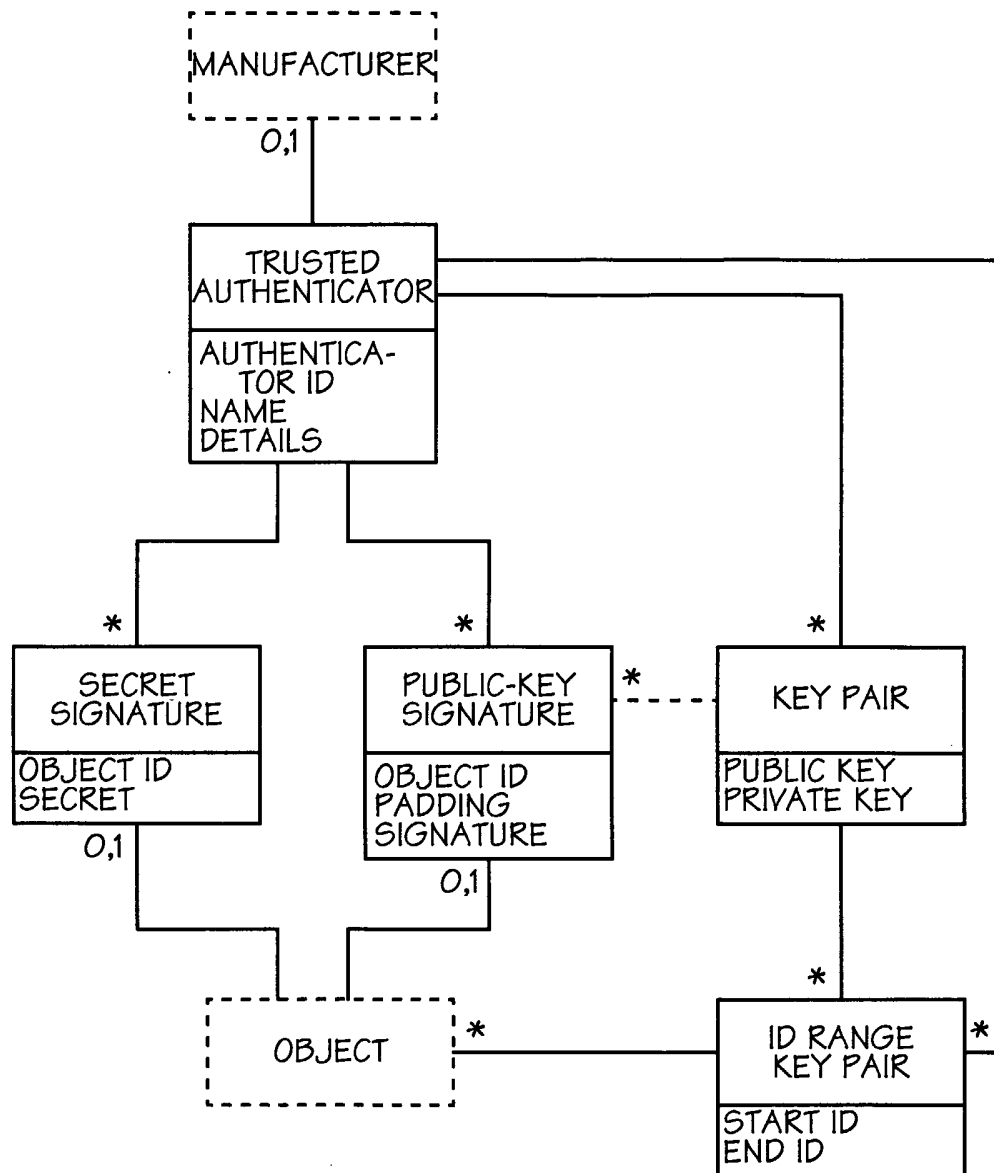 MANUFACTURER
0,1
TRUSTED
AUTHENTICATOR
AUTHENTICA-
TOR ID
NAME
DETAILS
*
*
*
SECRET
SIGNATURE
OBJECT ID
SECRET
0,1
PUBLIC-KEY
SIGNATURE
OBJECT ID
PADDING
SIGNATURE
0,1
*
KEY PAIR
PUBLIC KEY
PRIVATE KEY
*
OBJECT
*
ID RANGE
KEY PAIR
*
START ID
END ID